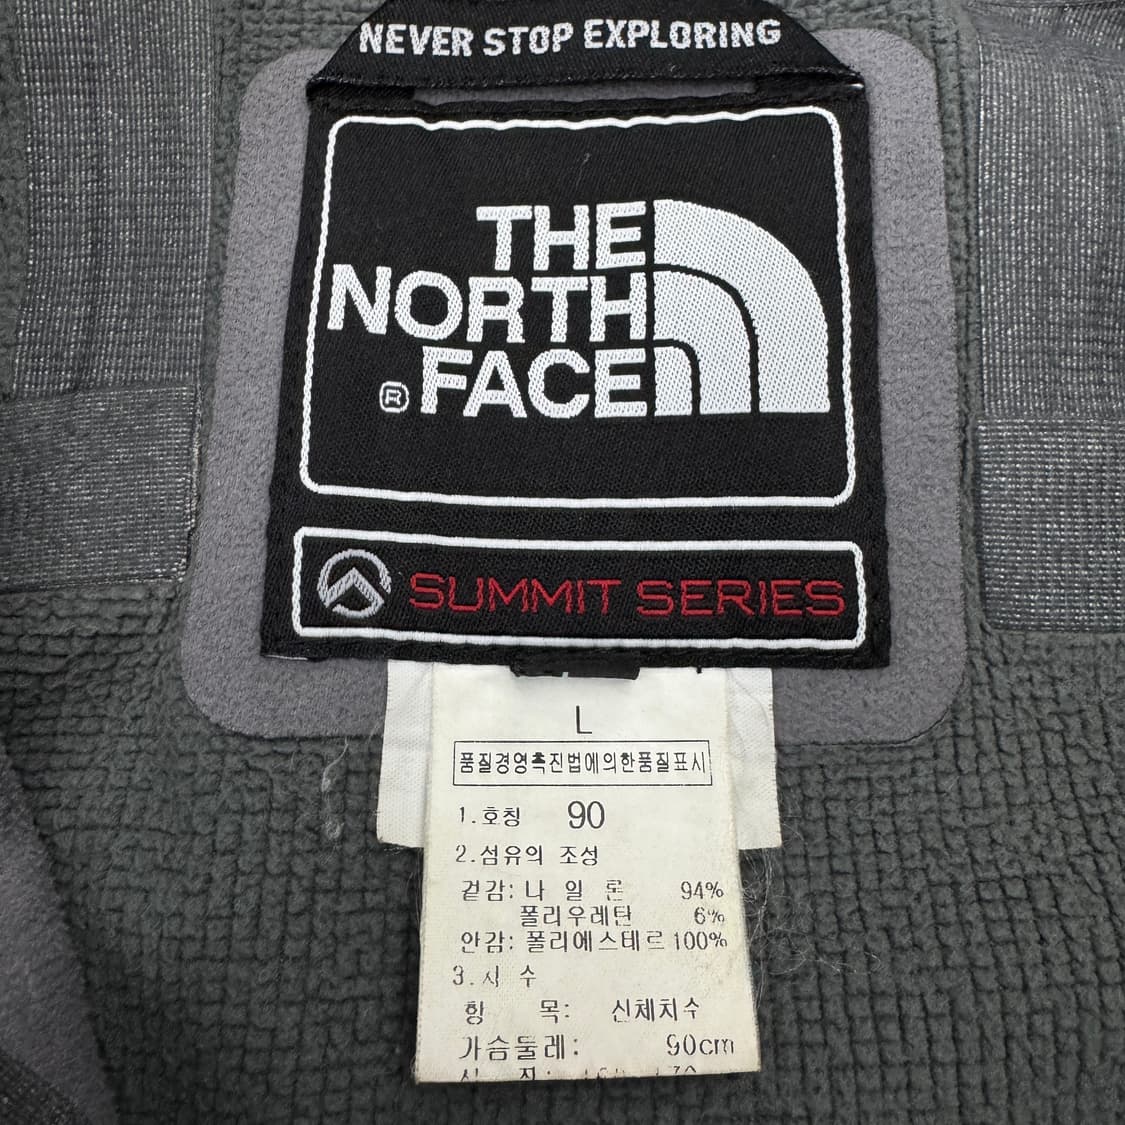 NEVER STOP EXPLORING
THE
NORTH
FACE
®
SUMMIT SERIES
L
품질경영촉진법에의한품질표시
1.호칭 90
2.섬유의 조성
겉감: 나 일 론 94%
폴리우레탄 6%
안감: 폴리에스테르 100%
3.치 수
항 목: 신체치수
가슴둘레: 90cm